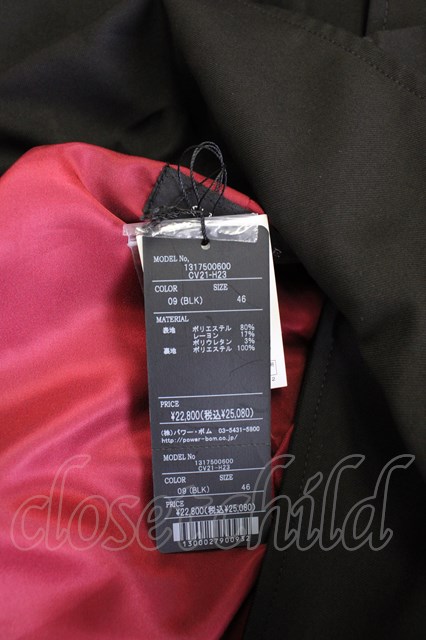 MODEL No,
1317500600
CV21-H23
COLOR SIZE
09 (BLK) 46
MATERIAL
表地 ポリエステル 80%
レーヨン 17%
ポリウレタン 3%
裏地 ポリエステル 100%
PRICE
¥22,800(税込¥25,080)
(株)パワー・ボム 03-5431-5900
http://power-bom.co.jp/
MODEL No,
1317500600
CV21-H23
COLOR SIZE
09 (BLK) 46
PRICE
¥22,800(税込¥25,080)
1300027900932
closet child